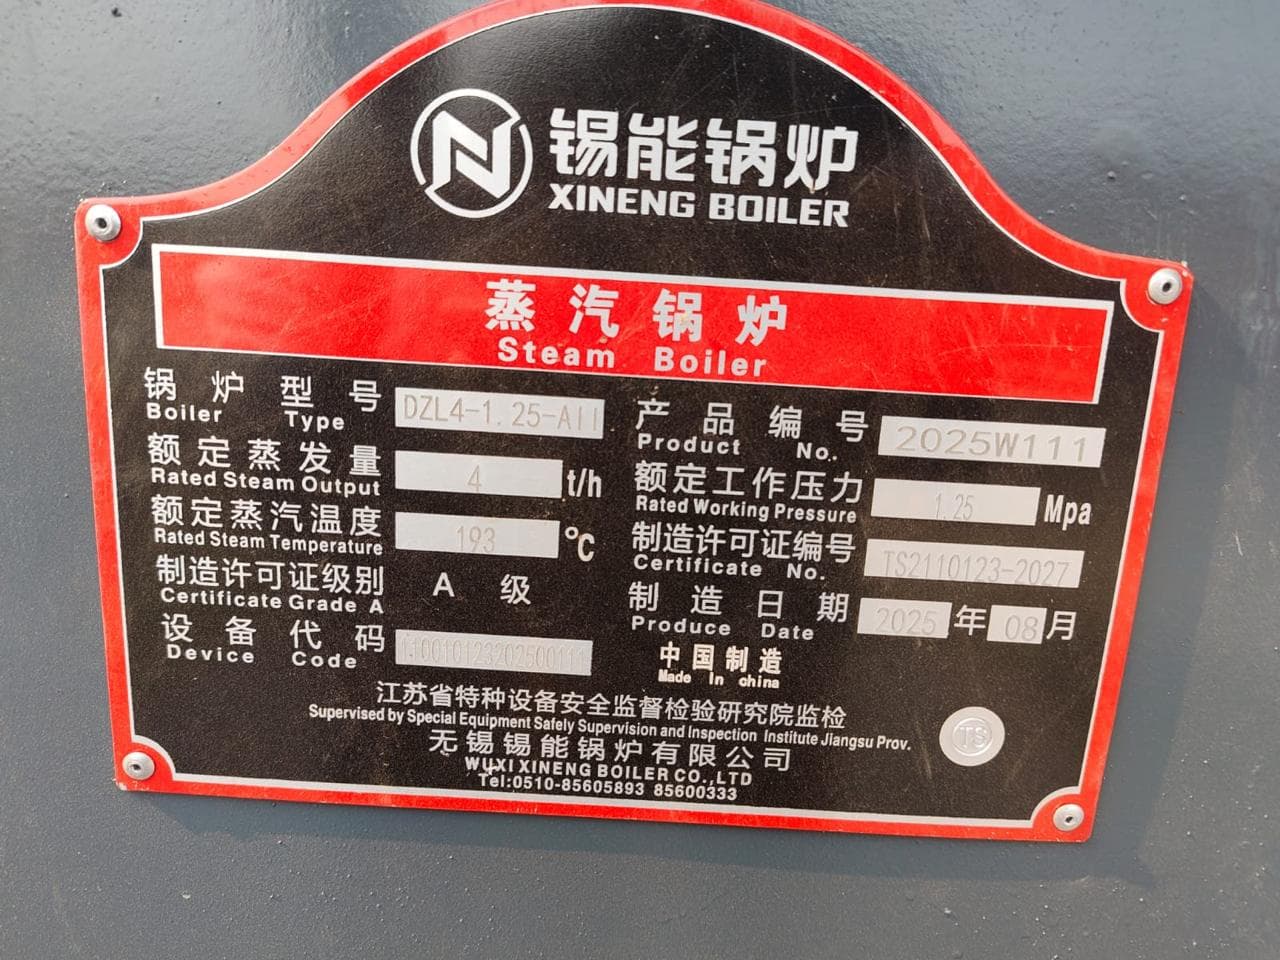 锡能锅炉
XINENG BOILER
蒸汽锅炉
Steam Boiler
锅炉型号 DZL4-1.25-AII 产品编号 2025W111
Boiler Type Product No.
额定蒸发量 4 t/h 额定工作压力 1.25 Mpa
Rated Steam Output Rated Working Pressure
额定蒸汽温度 193 °C 制造许可证编号 TS2110123-2027
Rated Steam Temperature Certificate No.
制造许可证级别 A 级 制造日期 2025 年 08 月
Certificate Grade A Produce Date
设备代码
Device Code
中国制造
Made In china
江苏省特种设备安全监督检验研究院监检
Supervised by Special Equipment Safely Supervision and Inspection Institute Jiangsu Prov.
TS
无锡锡能锅炉有限公司
WUXI XINENG BOILER CO.,LTD
Tel:0510-85605893 85600333